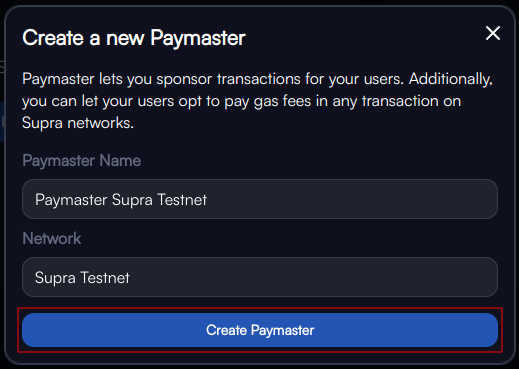 Create a new Paymaster
Paymaster lets you sponsor transactions for your users. Additionally,
you can let your users opt to pay gas fees in any transaction on
Supra networks.
Paymaster Name
Paymaster Supra Testnet
Network
Supra Testnet
Create Paymaster